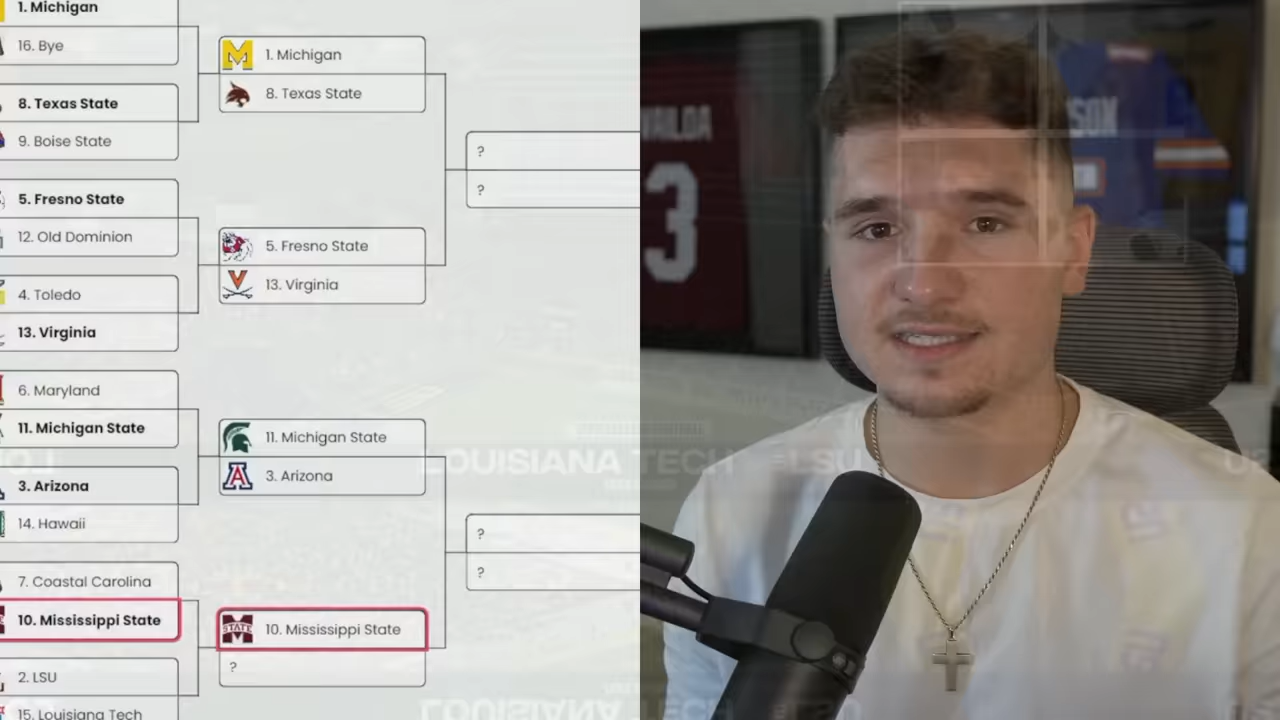 1. Michigan
16. Bye
8. Texas State
9. Boise State
5. Fresno State
12. Old Dominion
4. Toledo
13. Virginia
6. Maryland
11. Michigan State
3. Arizona
14. Hawaii
7. Coastal Carolina
10. Mississippi State
2. LSU
15. Louisiana Tech
1. Michigan
8. Texas State
5. Fresno State
13. Virginia
11. Michigan State
3. Arizona
STATE
10. Mississippi State
?
?
?
?
?
LOUISIANA TECH
LSU
3